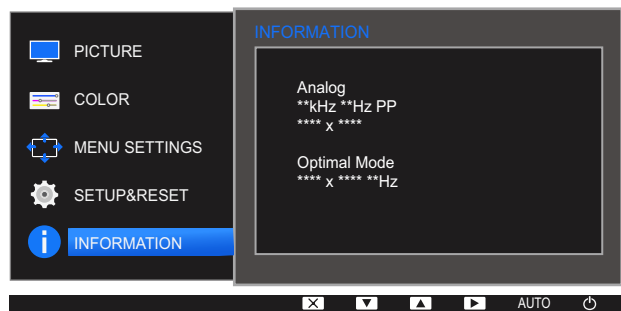 PICTURE
COLOR
MENU SETTINGS
SETUP&RESET
INFORMATION
INFORMATION
Analog
**kHz **Hz PP
**** x ****
Optimal Mode
**** x **** **Hz
AUTO